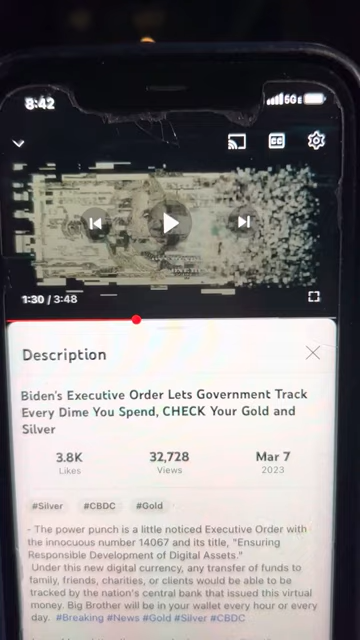 8:42
5G E
CC
1:30 / 3:48
Description
Biden's Executive Order Lets Government Track
Every Dime You Spend, CHECK Your Gold and
Silver
3.8K 32,728 Mar 7
Likes Views 2023
#Silver #CBDC #Gold
- The power punch is a little noticed Executive Order with
the innocuous number 14067 and its title, "Ensuring
Responsible Development of Digital Assets."
Under this new digital currency, any transfer of funds to
family, friends, charities, or clients would be able to be
tracked by the nation's central bank that issued this virtual
money. Big Brother will be in your wallet every hour or every
day. #Breaking #News #Gold #Silver #CBDC